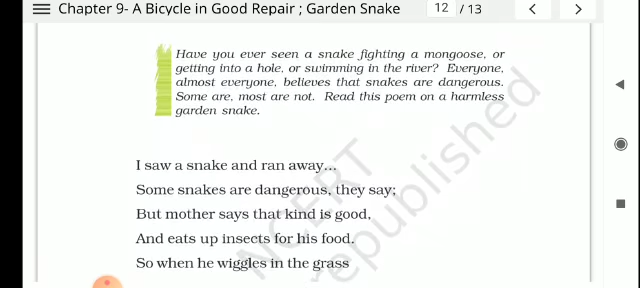 Chapter 9- A Bicycle in Good Repair ; Garden Snake 12 / 13
Have you ever seen a snake fighting a mongoose, or
getting into a hole, or swimming in the river? Everyone,
almost everyone, believes that snakes are dangerous.
Some are, most are not. Read this poem on a harmless
garden snake.
I saw a snake and ran away...
Some snakes are dangerous, they say;
But mother says that kind is good,
And eats up insects for his food.
So when he wiggles in the grass
NCERT
republished